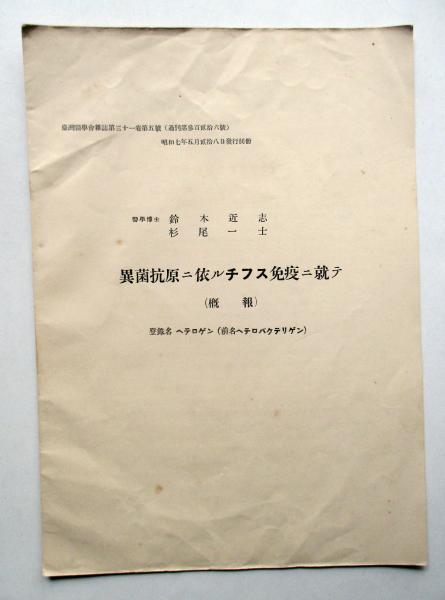 臺灣醫學會雜誌第三十一卷第五號（通刊第參百貳拾六號）
昭和七年五月貳拾八日發行別冊
醫學博士 鈴木近志
杉尾一士
異菌抗原ニ依ルチフス免疫ニ就テ
（概報）
登錄名 ヘテロゲン（前名ヘテロバクテリゲン）